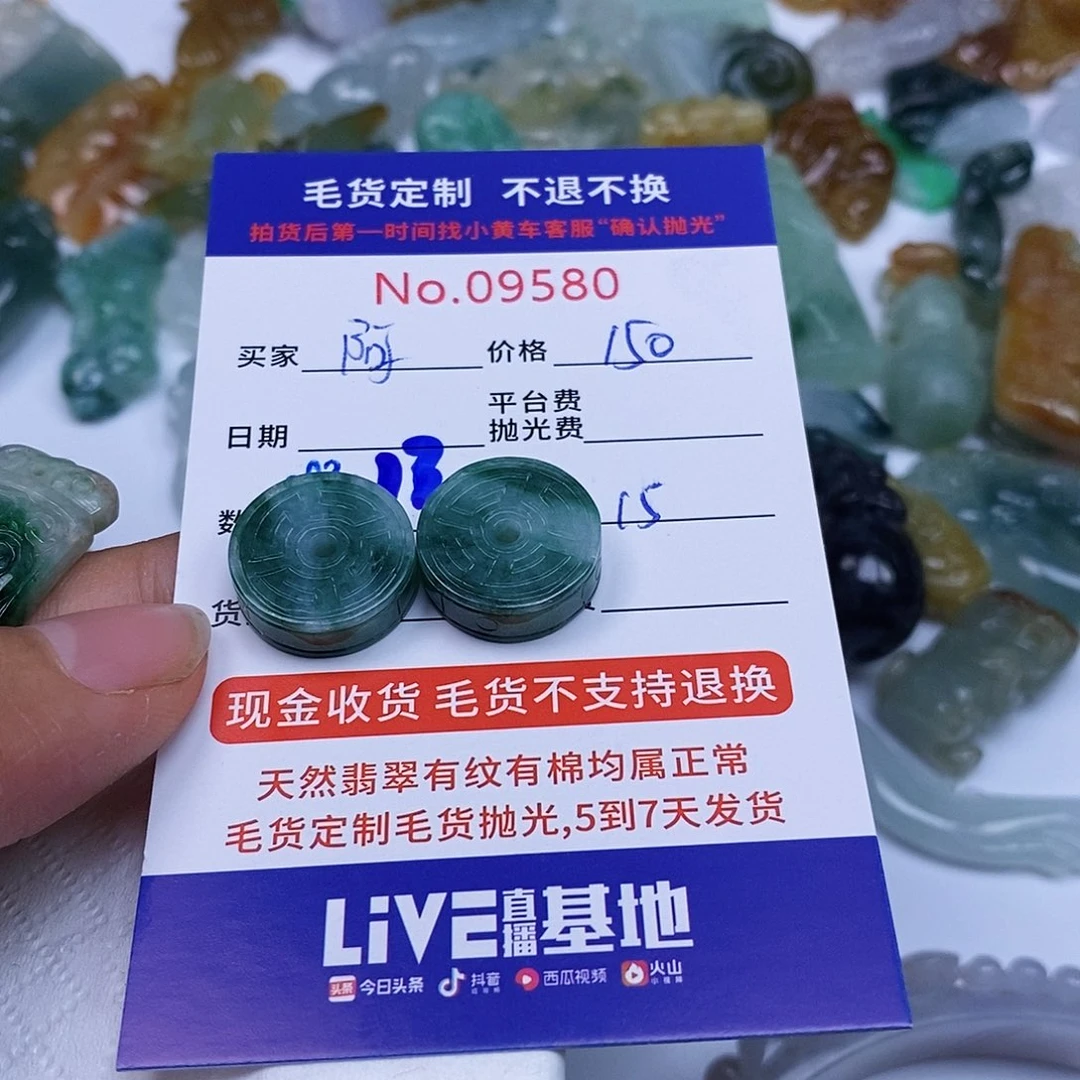 毛货定制 不退不换
拍货后第一时间找小黄车客服“确认抛光”
No.09580
买家 阿 价格 150
平台费
日期 抛光费
13
数 15
货
现金收货 毛货不支持退换
天然翡翠有纹有棉均属正常
毛货定制毛货抛光,5到7天发货
LiVE直播基地
头条 今日头条 抖音 西瓜视频 火山